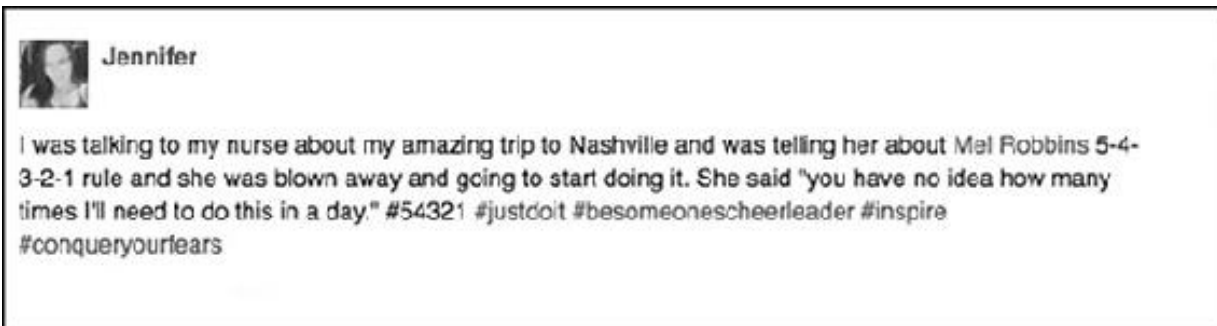 Jennifer
I was talking to my nurse about my amazing trip to Nashville and was telling her about Mel Robbins 5-4-
3-2-1 rule and she was blown away and going to start doing it. She said "you have no idea how many
times I'll need to do this in a day." #54321 #justdoit #besomeonescheerleader #inspire
#conqueryourfears